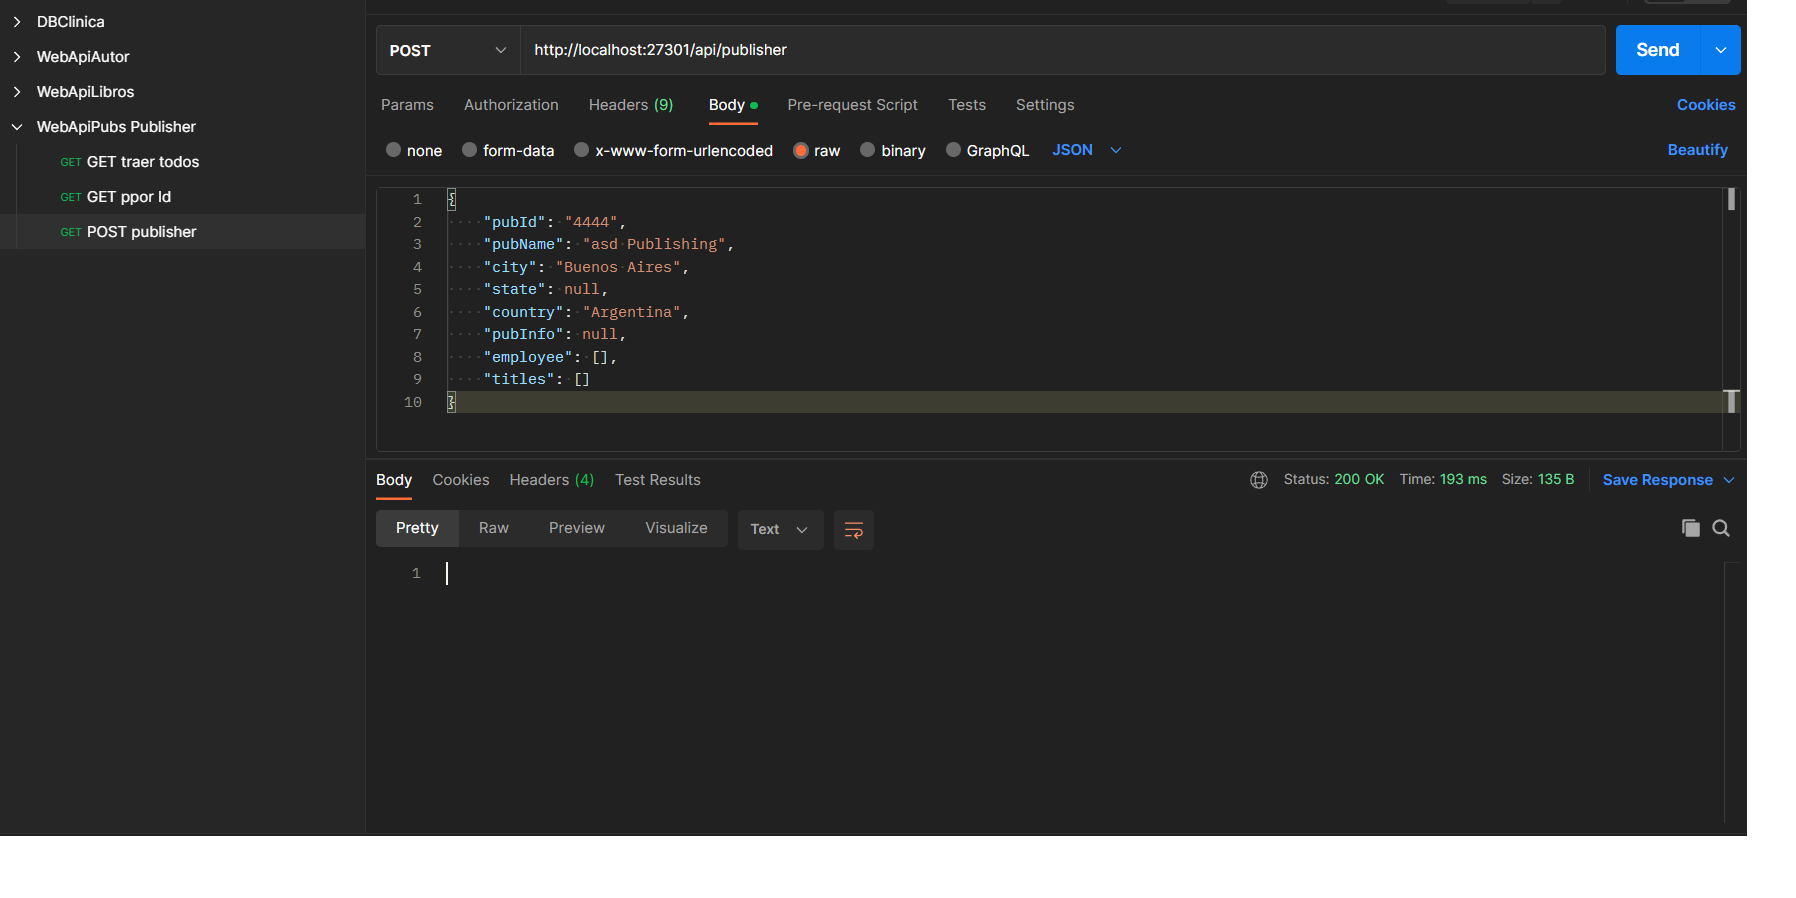 DBClinica
WebApiAutor
WebApiLibros
WebApiPubs Publisher
GET GET traer todos
GET GET ppor Id
GET POST publisher
POST http://localhost:27301/api/publisher Send
Params Authorization Headers (9) Body Pre-request Script Tests Settings Cookies
none form-data x-www-form-urlencoded raw binary GraphQL JSON Beautify
1 {
2 "pubId": "4444",
3 "pubName": "asd Publishing",
4 "city": "Buenos Aires",
5 "state": null,
6 "country": "Argentina",
7 "pubInfo": null,
8 "employee": [],
9 "titles": []
10 }
Body Cookies Headers (4) Test Results Status: 200 OK Time: 193 ms Size: 135 B Save Response
Pretty Raw Preview Visualize Text
1